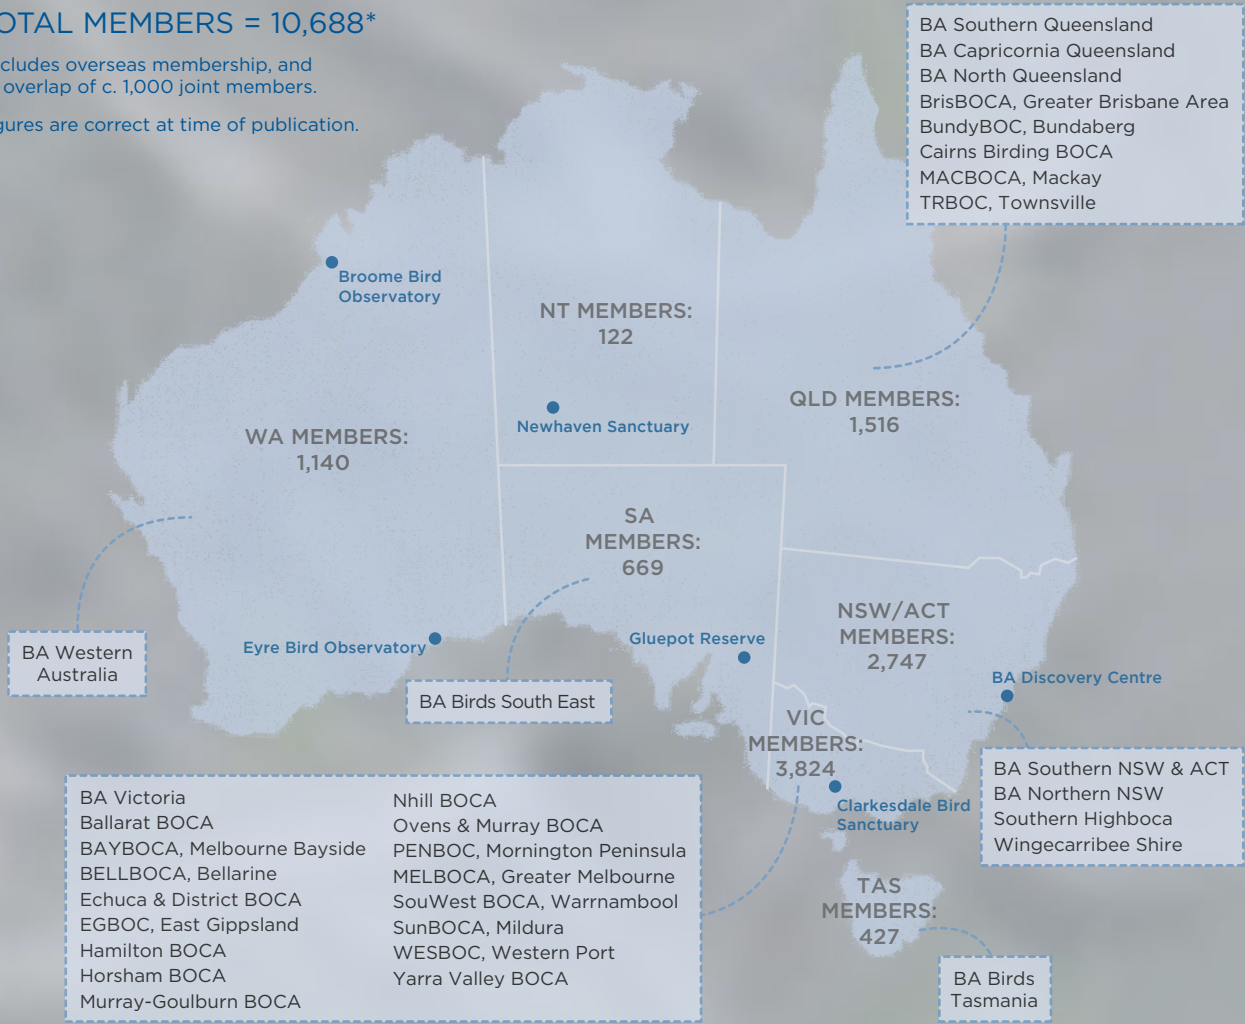 OTAL MEMBERS = 10,688*
cludes overseas membership, and
overlap of c. 1,000 joint members.
gures are correct at time of publication.
BA Southern Queensland
BA Capricornia Queensland
BA North Queensland
BrisBOCA, Greater Brisbane Area
BundyBOC, Bundaberg
Cairns Birding BOCA
MACBOCA, Mackay
TRBOC, Townsville
Broome Bird
Observatory
NT MEMBERS:
122
Newhaven Sanctuary
QLD MEMBERS:
1,516
WA MEMBERS:
1,140
SA
MEMBERS:
669
NSW/ACT
MEMBERS:
2,747
Eyre Bird Observatory
Gluepot Reserve
BA Discovery Centre
BA Western
Australia
BA Birds South East
VIC
MEMBERS:
3,824
Clarkesdale Bird
Sanctuary
BA Southern NSW & ACT
BA Northern NSW
Southern Highboca
Wingecarribee Shire
BA Victoria
Ballarat BOCA
BAYBOCA, Melbourne Bayside
BELLBOCA, Bellarine
Echuca & District BOCA
EGBOC, East Gippsland
Hamilton BOCA
Horsham BOCA
Murray-Goulburn BOCA
Nhill BOCA
Ovens & Murray BOCA
PENBOC, Mornington Peninsula
MELBOCA, Greater Melbourne
SouWest BOCA, Warrnambool
SunBOCA, Mildura
WESBOC, Western Port
Yarra Valley BOCA
TAS
MEMBERS:
427
BA Birds
Tasmania